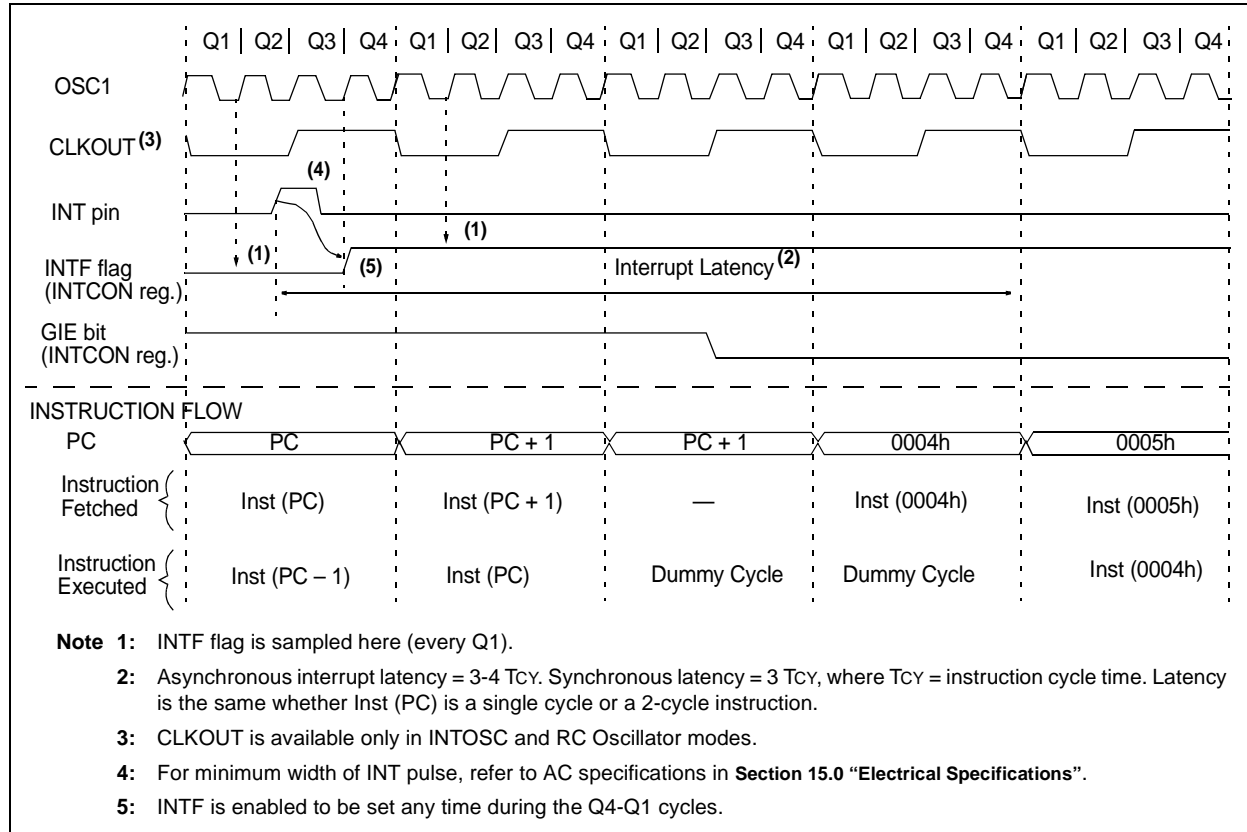 Q1 | Q2 | Q3 | Q4 Q1 | Q2 | Q3 | Q4 Q1 | Q2 | Q3 | Q4 Q1 | Q2 | Q3 | Q4 Q1 | Q2 | Q3 | Q4
OSC1
CLKOUT (3)
(4)
INT pin
(1)
(1)
(5)
INTF flag
(INTCON reg.)
Interrupt Latency (2)
GIE bit
(INTCON reg.)
INSTRUCTION FLOW
PC PC PC + 1 PC + 1 0004h 0005h
Instruction
Fetched
Inst (PC) Inst (PC + 1) — Inst (0004h) Inst (0005h)
Instruction
Executed
Inst (PC – 1) Inst (PC) Dummy Cycle Dummy Cycle Inst (0004h)
Note 1: INTF flag is sampled here (every Q1).
2: Asynchronous interrupt latency = 3-4 TCY. Synchronous latency = 3 TCY, where TCY = instruction cycle time. Latency
is the same whether Inst (PC) is a single cycle or a 2-cycle instruction.
3: CLKOUT is available only in INTOSC and RC Oscillator modes.
4: For minimum width of INT pulse, refer to AC specifications in Section 15.0 “Electrical Specifications”.
5: INTF is enabled to be set any time during the Q4-Q1 cycles.